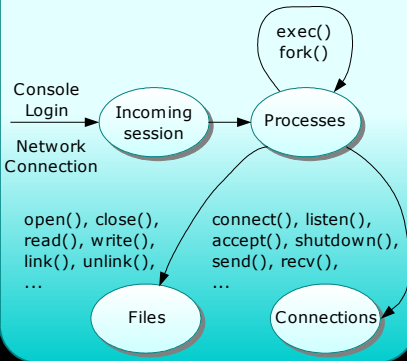 exec()
fork()
Console
Login
Incoming
session
Processes
Network
Connection
open(), close(),
read(), write(),
link(), unlink(),
...
connect(), listen(),
accept(), shutdown(),
send(), recv(),
...
Files
Connections